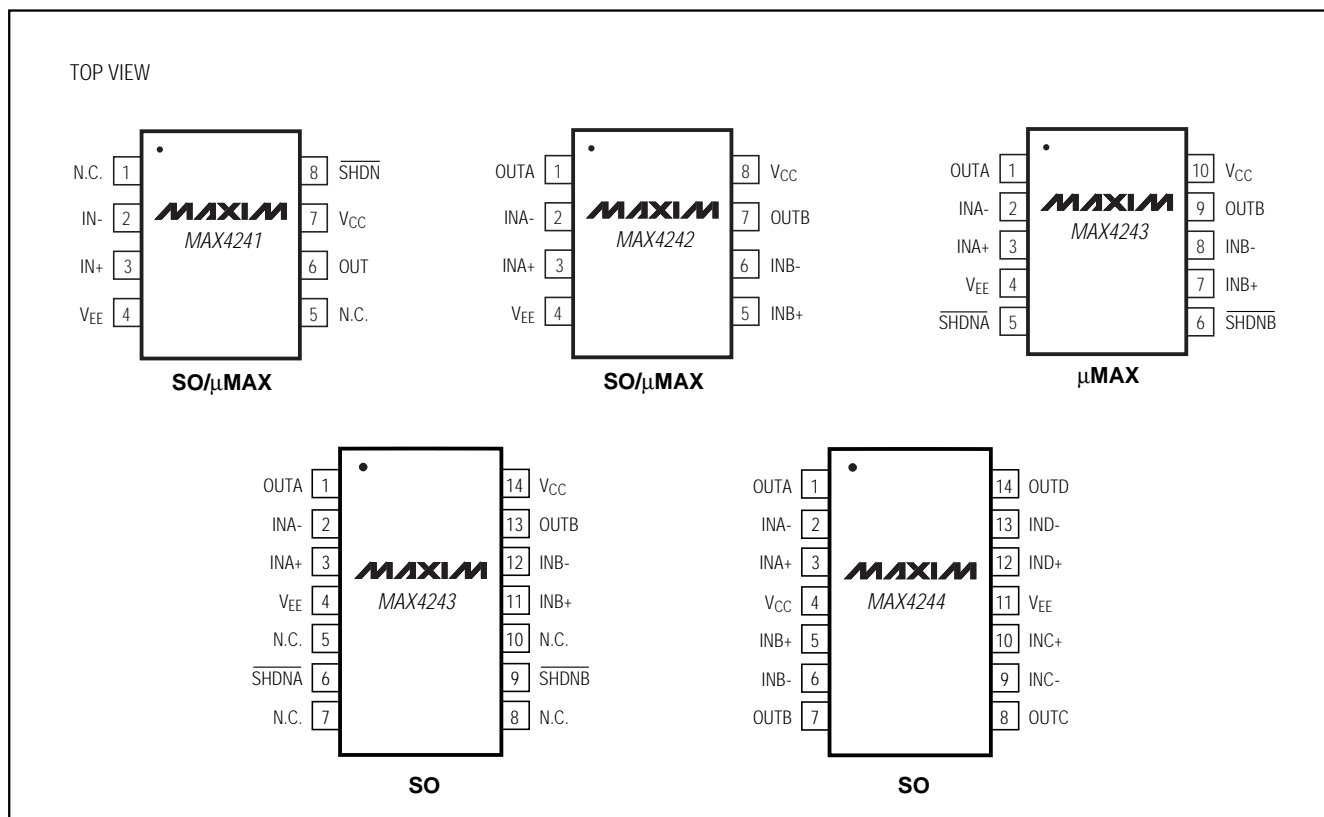 TOP VIEW
N.C. 1 8 SHDN
IN- 2 MAXIM 7 VCC
MAX4241
IN+ 3 6 OUT
VEE 4 5 N.C.
SO/μMAX
OUTA 1 8 VCC
INA- 2 MAXIM 7 OUTB
MAX4242
INA+ 3 6 INB-
VEE 4 5 INB+
SO/μMAX
OUTA 1 10 VCC
INA- 2 MAXIM 9 OUTB
MAX4243
INA+ 3 8 INB-
VEE 4 7 INB+
SHDNA 5 6 SHDNB
μMAX
OUTA 1 14 VCC
INA- 2 13 OUTB
INA+ 3 MAXIM 12 INB-
VEE 4 MAX4243 11 INB+
N.C. 5 10 N.C.
SHDNA 6 9 SHDNB
N.C. 7 8 N.C.
SO
OUTA 1 14 OUTD
INA- 2 13 IND-
INA+ 3 MAXIM 12 IND+
VCC 4 MAX4244 11 VEE
INB+ 5 10 INC+
INB- 6 9 INC-
OUTB 7 8 OUTC
SO